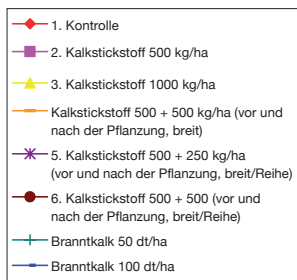 1. Kontrolle
2. Kalkstickstoff 500 kg/ha
3. Kalkstickstoff 1000 kg/ha
Kalkstickstoff 500 + 500 kg/ha (vor und
nach der Pflanzung, breit)
5. Kalkstickstoff 500 + 250 kg/ha
(vor und nach der Pflanzung, breit/Reihe)
6. Kalkstickstoff 500 + 500 (vor und
nach der Pflanzung, breit/Reihe)
Branntkalk 50 dt/ha
Branntkalk 100 dt/ha